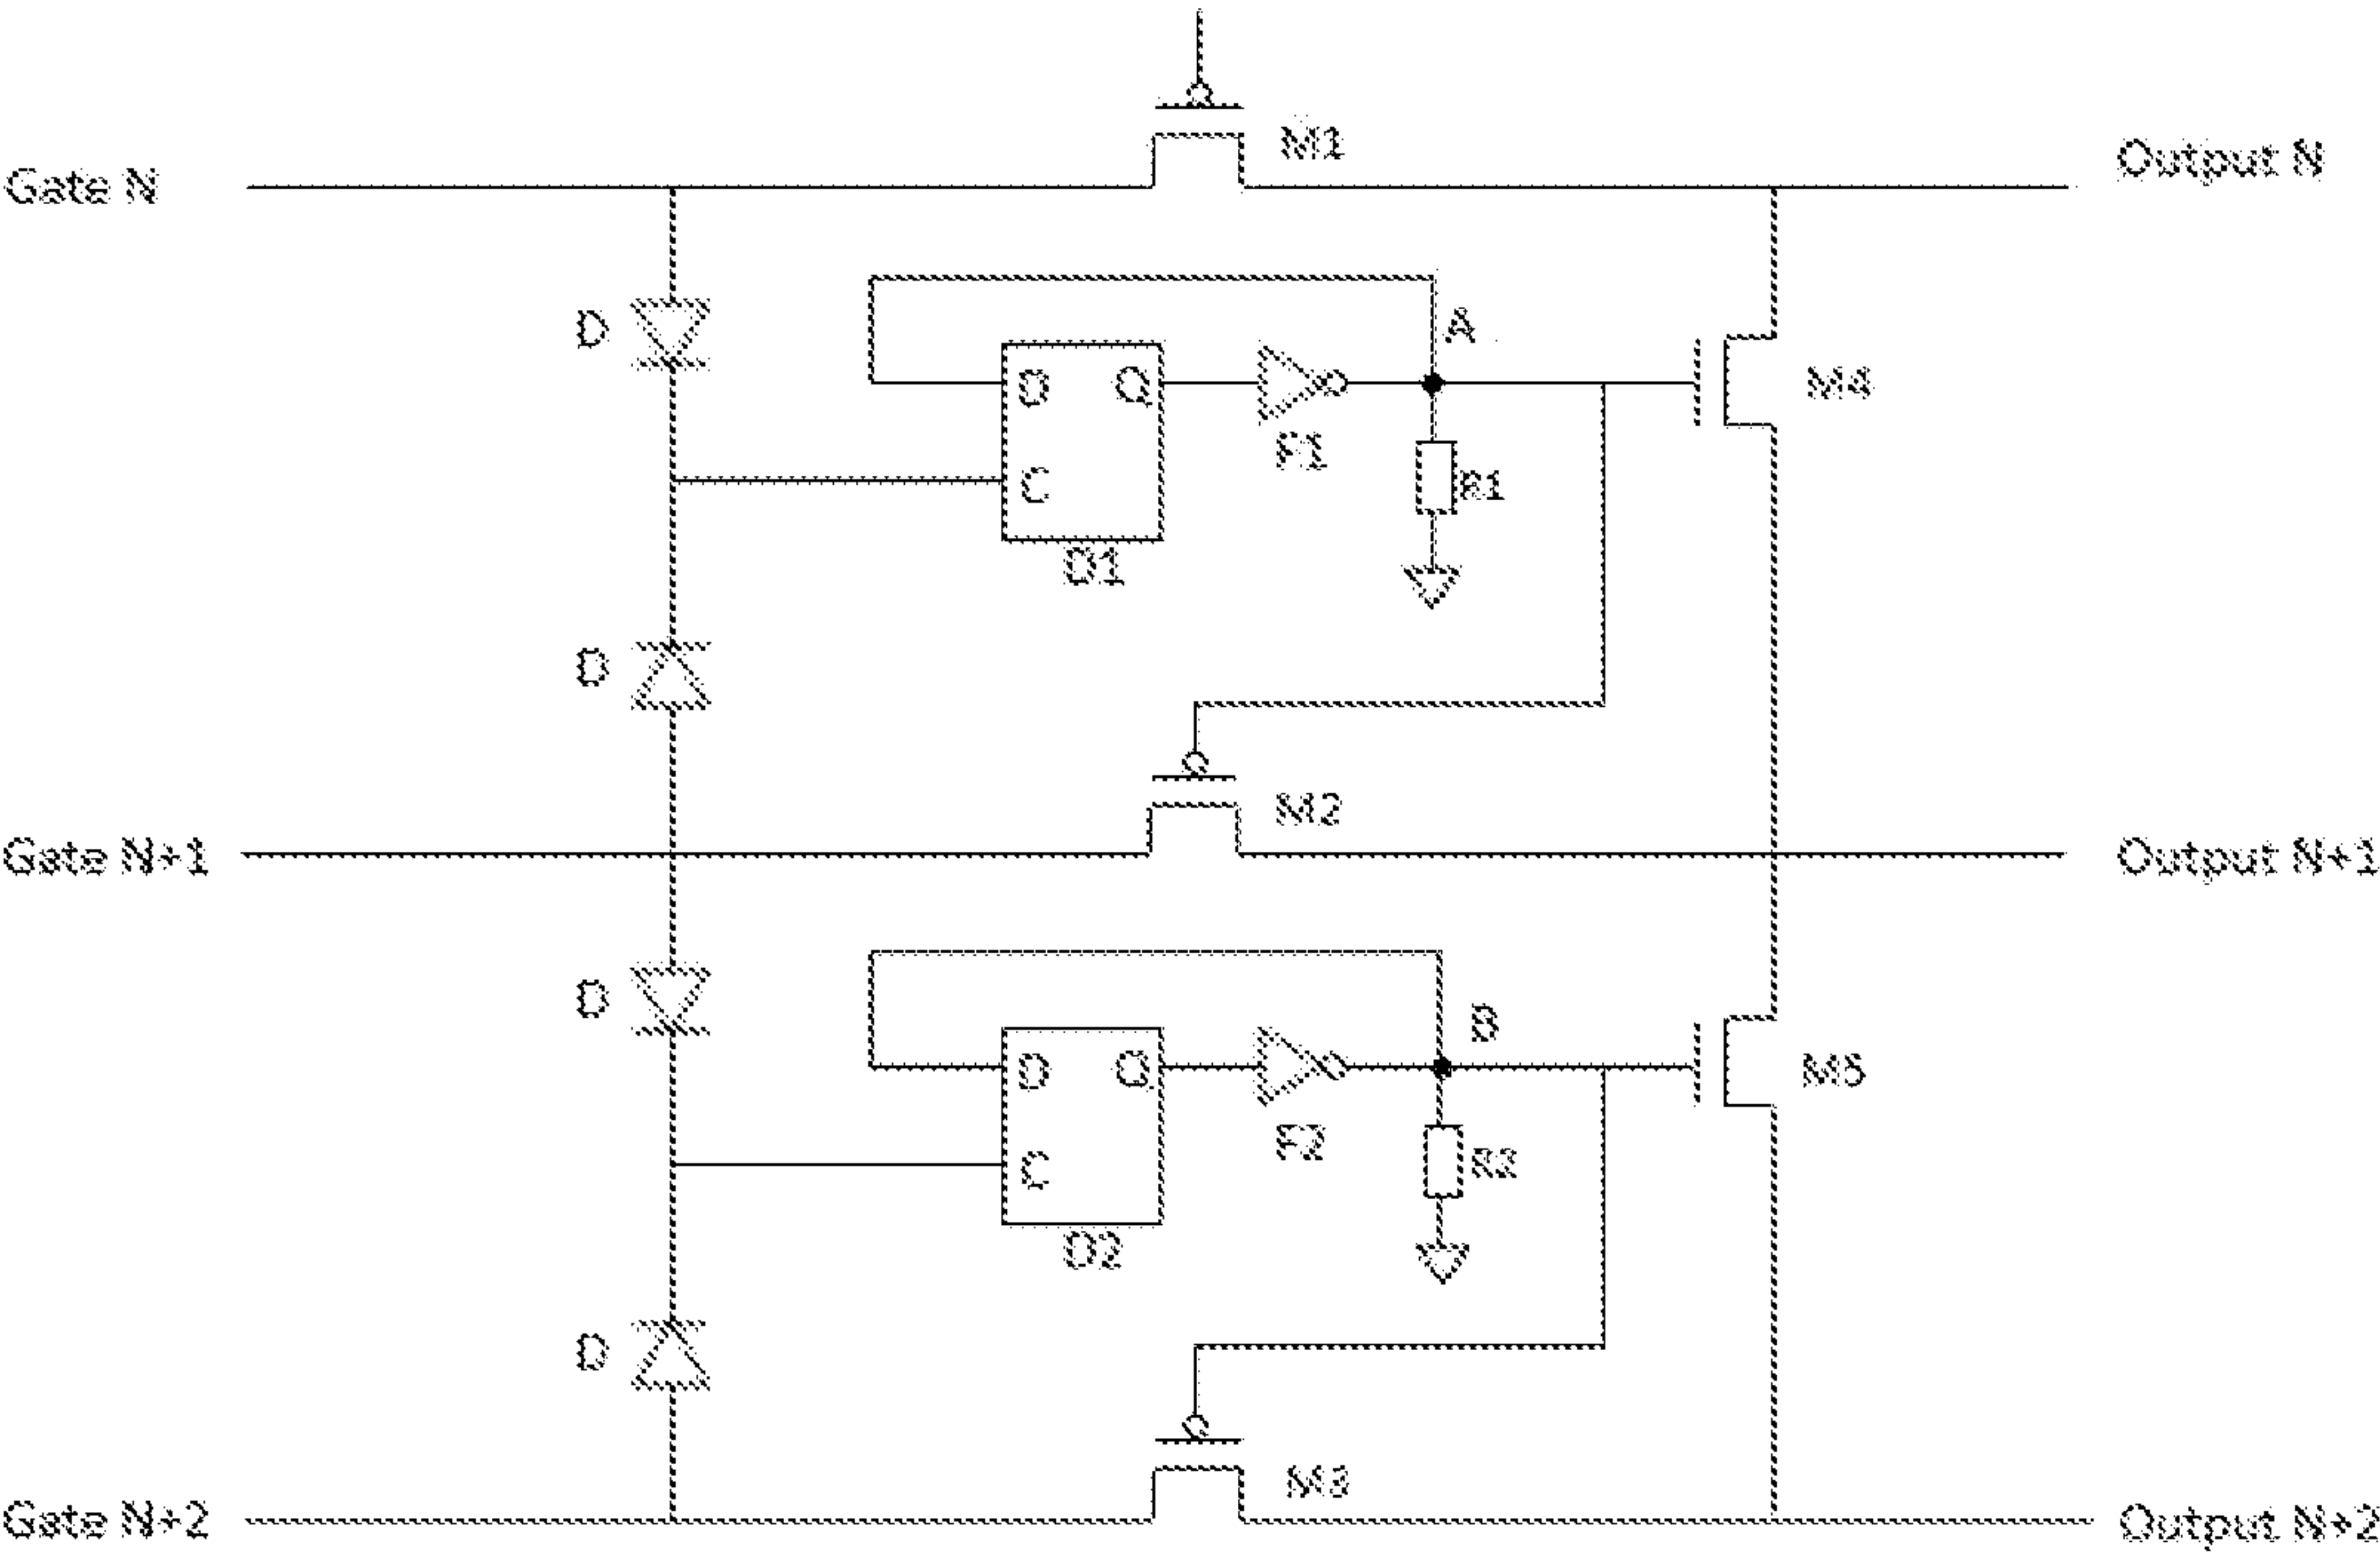 M1
Gate N
Output N
D
A
D
Q
M4
F1
C
R1
D1
D
M2
Gate N+1
Output N+1
D
B
D
Q
M5
F2
C
R2
D2
D
M3
Gate N+2
Output N+2